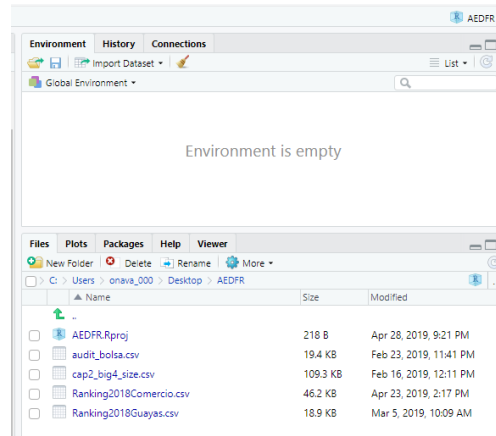 AEDFR
Environment History Connections
Import Dataset List
Global Environment
Environment is empty
Files Plots Packages Help Viewer
New Folder Delete Rename More
C: > Users > onava_000 > Desktop > AEDFR
Name Size Modified
..
AEDFR.Rproj 218 B Apr 28, 2019, 9:21 PM
audit_bolsa.csv 19.4 KB Feb 23, 2019, 11:41 PM
cap2_big4_size.csv 109.3 KB Feb 16, 2019, 12:11 PM
Ranking2018Comercio.csv 46.2 KB Apr 23, 2019, 2:17 PM
Ranking2018Guayas.csv 18.9 KB Mar 5, 2019, 10:09 AM